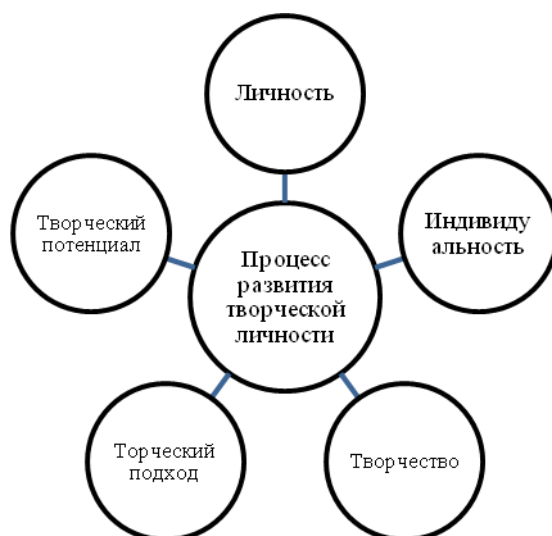 Личность
Творческий
потенциал
Индивиду
альность
Процесс
развития
творческой
личности
Торческий
подход
Творчество